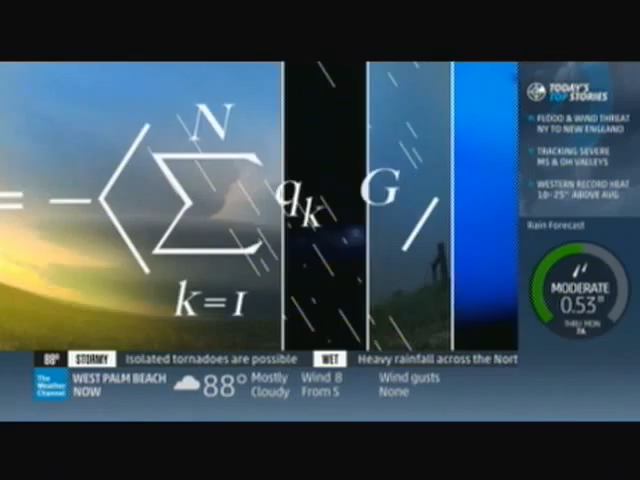 N
= − ⟨ Σ q_k G /
k=1
TODAY'S
TOP STORIES
FLOOD & WIND THREAT
NY TO NEW ENGLAND
TRACKING SEVERE
MS & OH VALLEYS
WESTERN RECORD HEAT
10-25° ABOVE AVG
Rain Forecast
MODERATE
0.53"
THRU MON
7A
88° STORMY Isolated tornadoes are possible WET Heavy rainfall across the Nort
The
Weather
Channel
WEST PALM BEACH
NOW
88°
Mostly
Cloudy
Wind 8
From S
Wind gusts
None